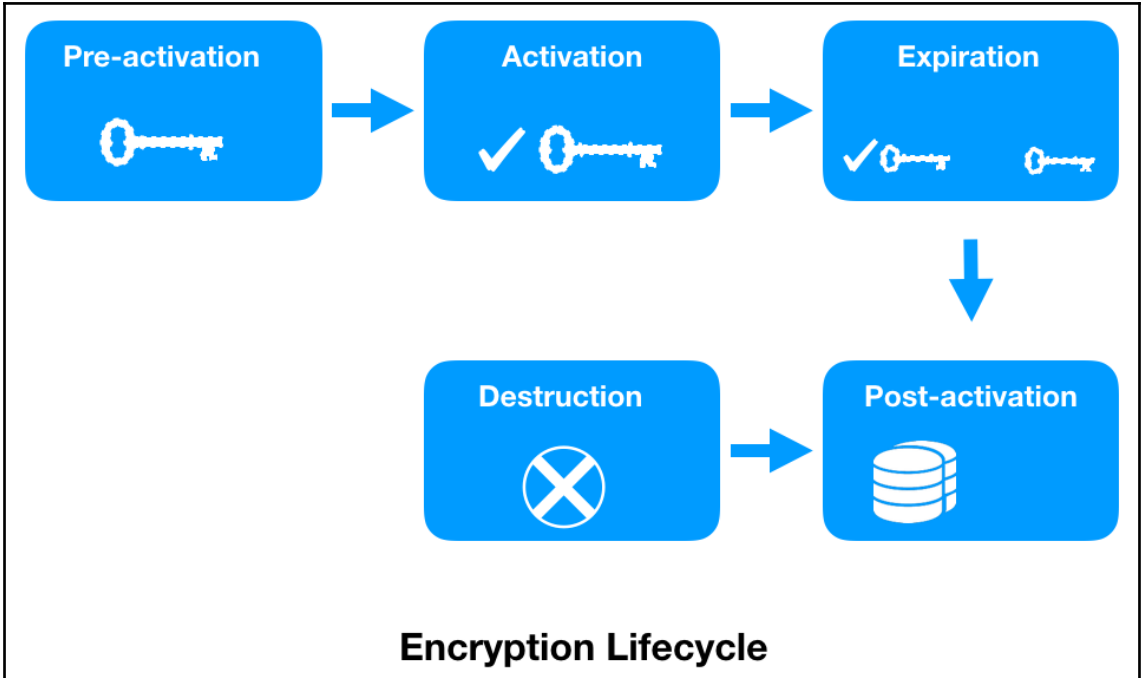 Pre-activation
Activation
Expiration
Destruction
Post-activation
Encryption Lifecycle